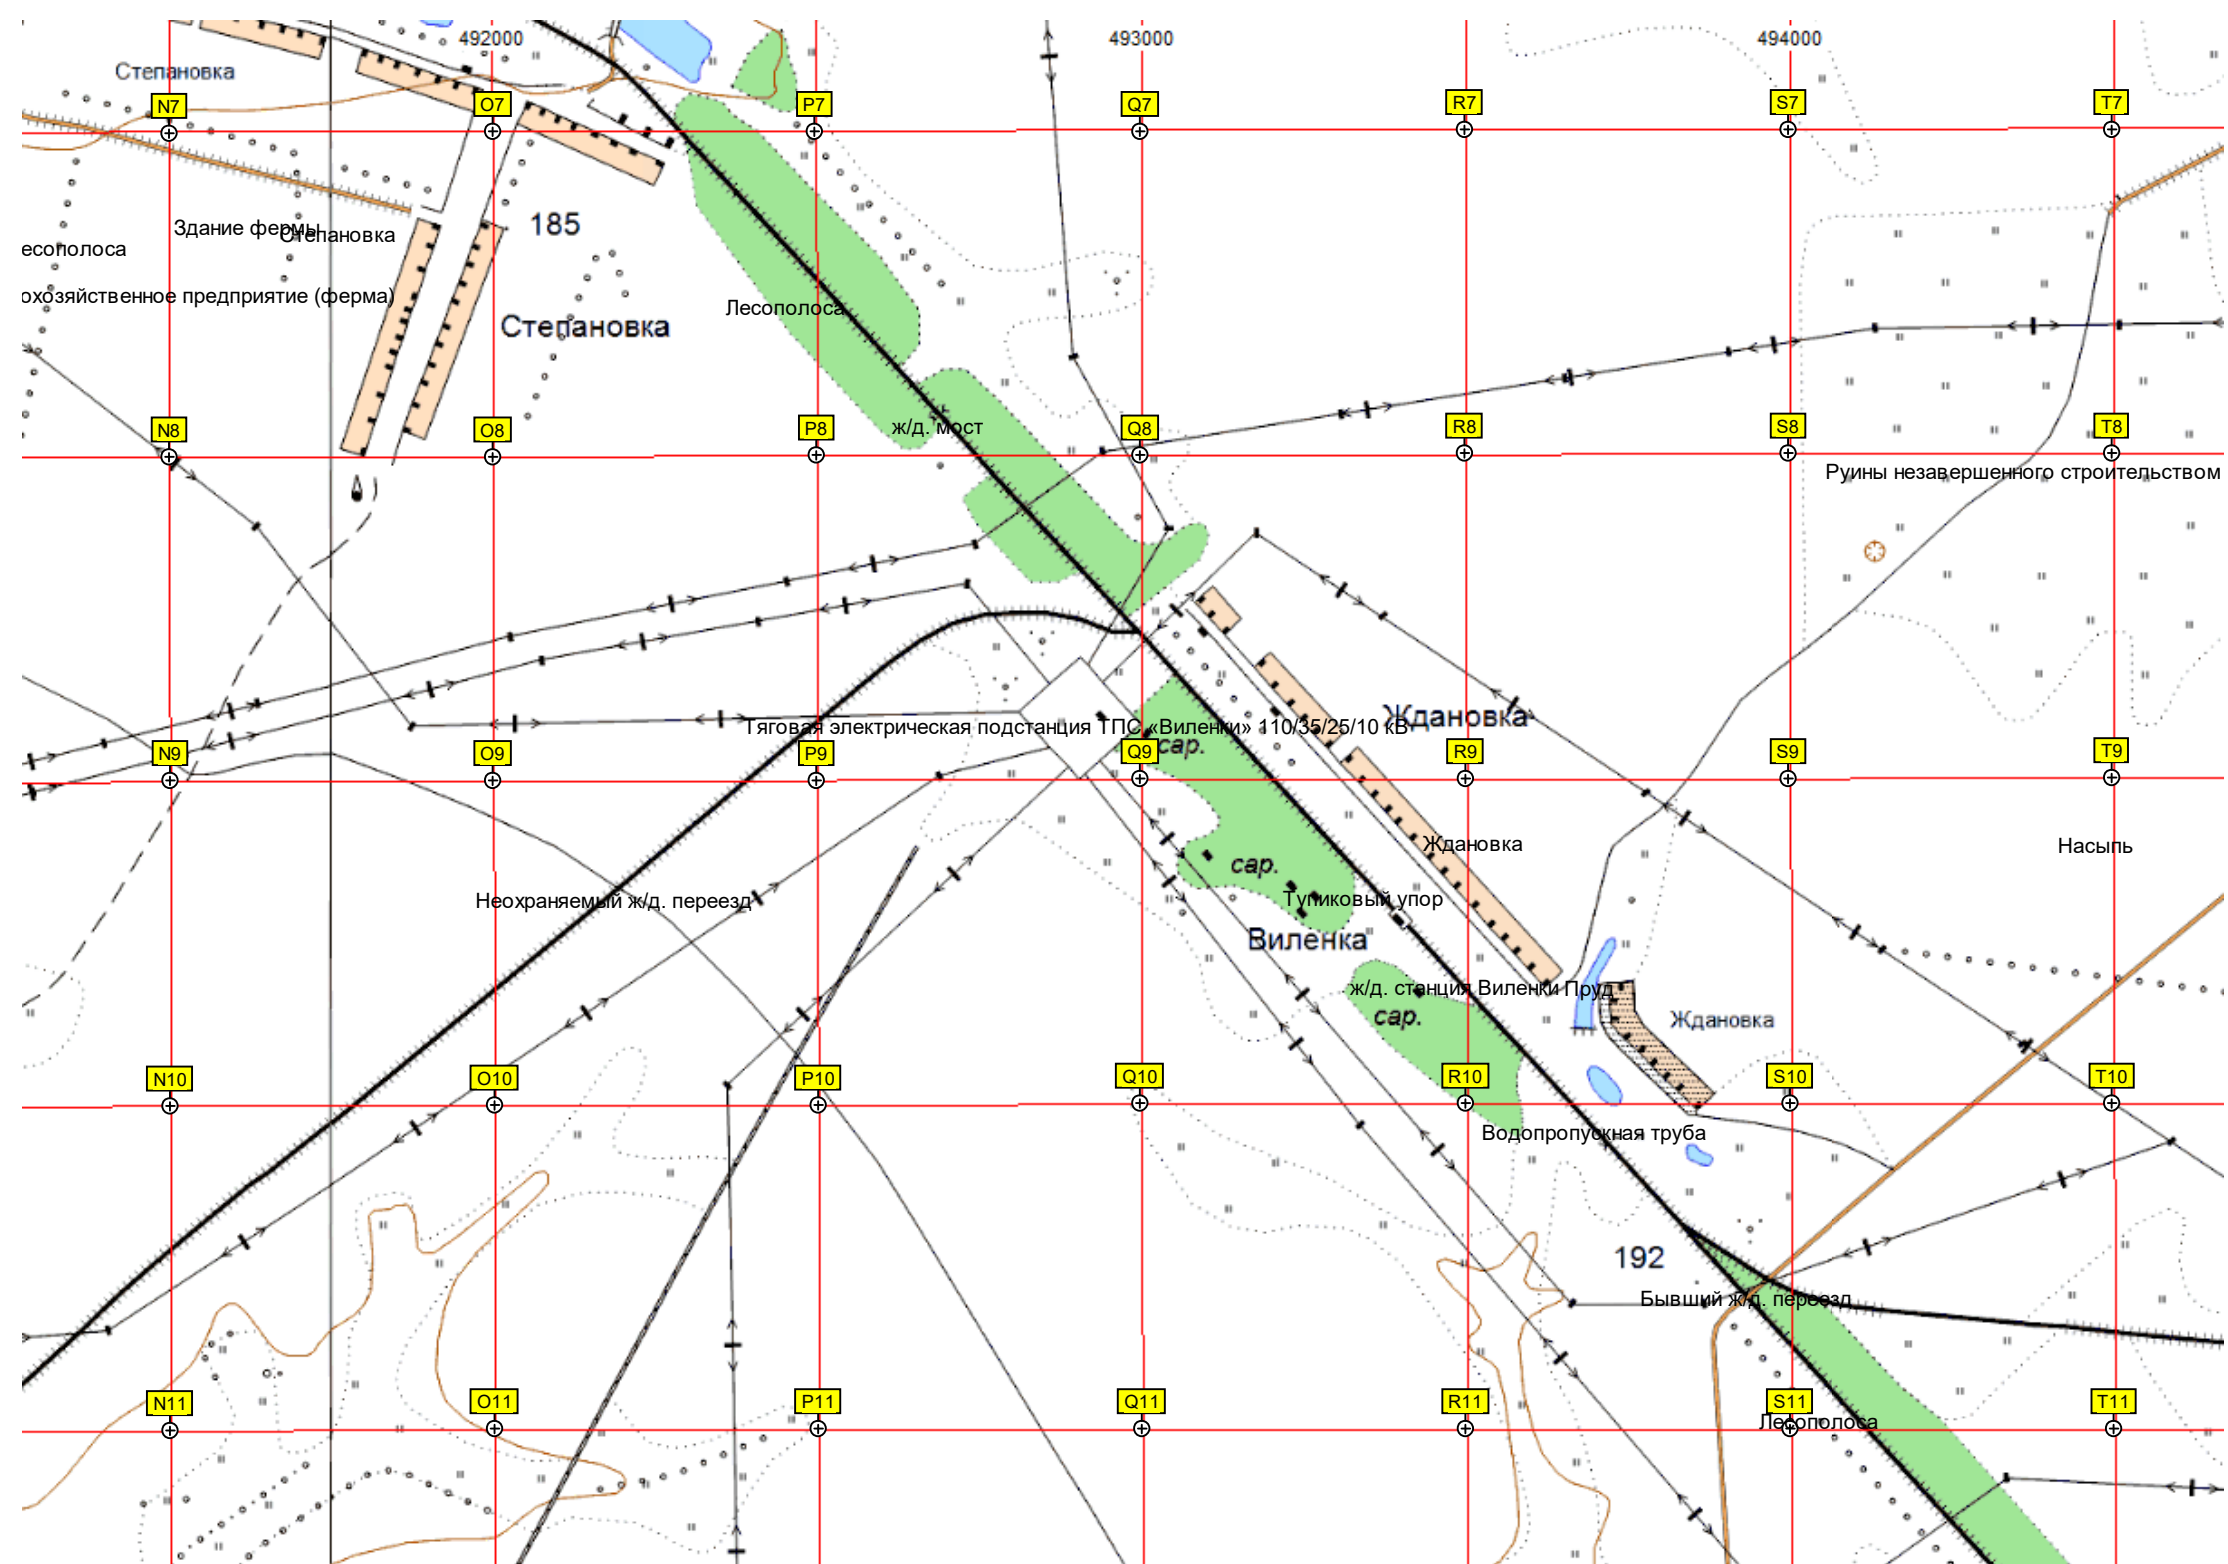 492000 493000 494000
Степановка
N7 O7 P7 Q7 R7 S7 T7
185
Здание фермы
Степановка
есополоса
охозяйственное предприятие (ферма)
Лесополоса
Степановка
ж/д. мост
N8 O8 P8 Q8 R8 S8 T8
Руины незавершенного строительством
Ждановка
Тяговая электрическая подстанция ТПС «Виленки» 110/35/25/10 кВ
сар.
N9 O9 P9 Q9 R9 S9 T9
Ждановка
Насыпь
сар.
Неохраняемый ж/д. переезд
Тупиковый упор
Виленка
ж/д. станция Виленки
Пруд
сар.
Ждановка
N10 O10 P10 Q10 R10 S10 T10
Водопропускная труба
192
Бывший ж/д. переезд
N11 O11 P11 Q11 R11 S11 T11
Лесополоса